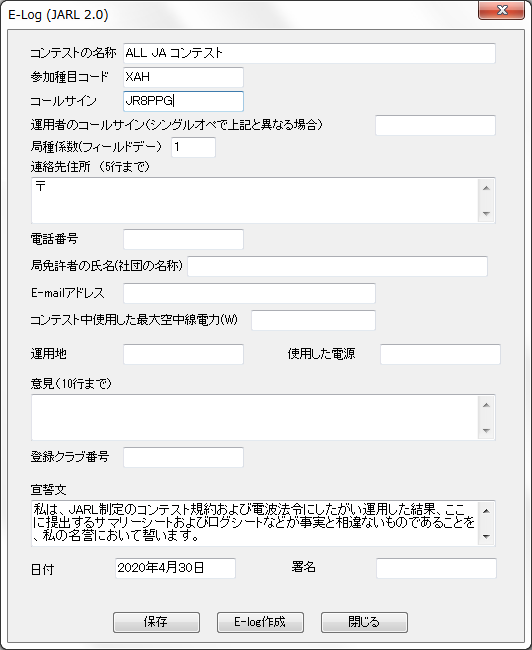 E-Log (JARL 2.0)
コンテストの名称 ALL JA コンテスト
参加種目コード XAH
コールサイン JR8PPG
運用者のコールサイン(シングルオペで上記と異なる場合)
局種係数(フィールドデー) 1
連絡先住所 (5行まで)
〒
電話番号
局免許者の氏名(社団の名称)
E-mailアドレス
コンテスト中使用した最大空中線電力(W)
運用地 使用した電源
意見(10行まで)
登録クラブ番号
宣誓文
私は、JARL制定のコンテスト規約および電波法令にしたがい運用した結果、ここ
に提出するサマリーシートおよびログシートなどが事実と相違ないものであることを
、私の名誉において誓います。
日付 2020年4月30日 署名
保存 E-log作成 閉じる